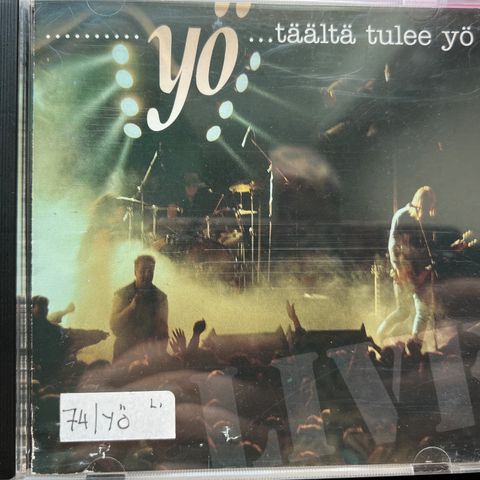 .......... yö ...täältä tulee yö
LIVE
74/YÖ L.